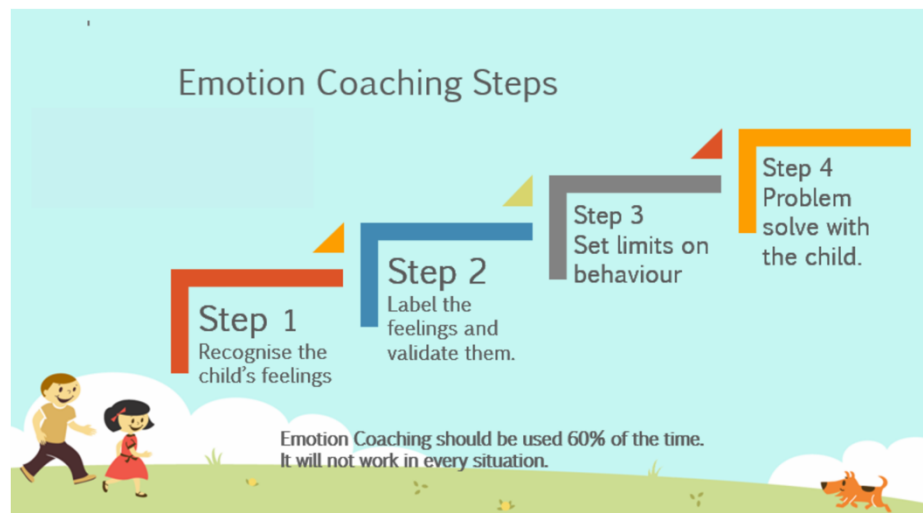 Emotion Coaching Steps
Step 1
Recognise the
child's feelings
Step 2
Label the
feelings and
validate them.
Step 3
Set limits on
behaviour
Step 4
Problem
solve with
the child.
Emotion Coaching should be used 60% of the time.
It will not work in every situation.